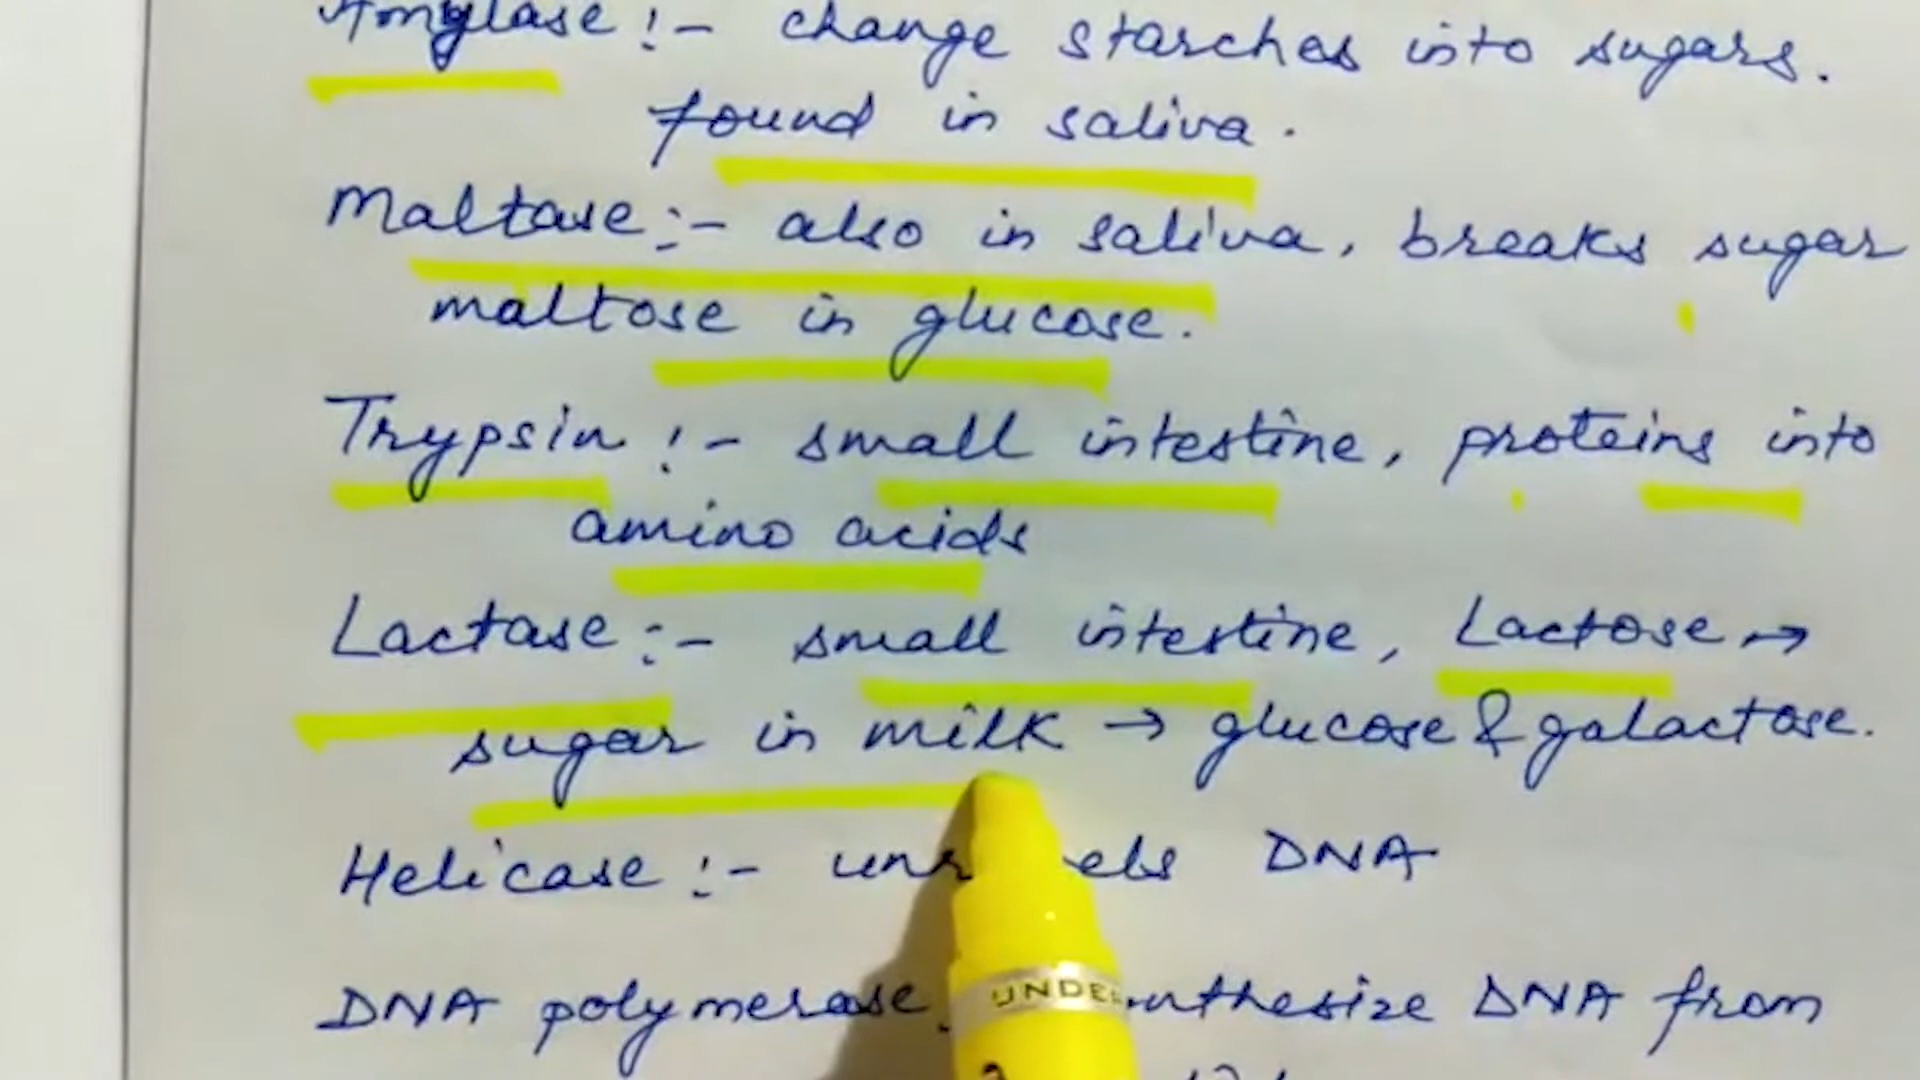 Amylase :- change starches into sugars.
found in saliva.
Maltase :- also in saliva, breaks sugar
maltose in glucose.
Trypsin :- small intestine, proteins into
amino acids
Lactase :- small intestine, Lactose →
sugar in milk → glucose & galactose.
Helicase :- DNA
DNA polymerase DNA from
UNDE